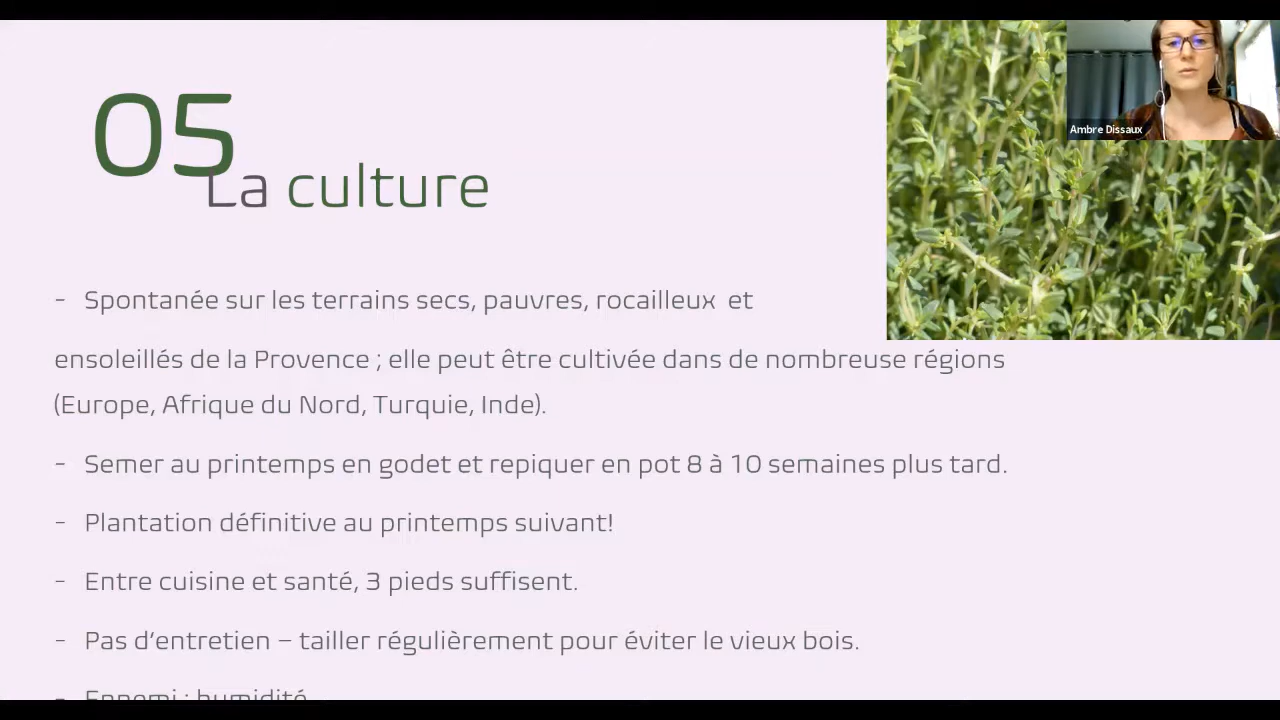 05
La culture
Ambre Dissaux
- Spontanée sur les terrains secs, pauvres, rocailleux et
ensoleillés de la Provence ; elle peut être cultivée dans de nombreuse régions
(Europe, Afrique du Nord, Turquie, Inde).
- Semer au printemps en godet et repiquer en pot 8 à 10 semaines plus tard.
- Plantation définitive au printemps suivant!
- Entre cuisine et santé, 3 pieds suffisent.
- Pas d’entretien – tailler régulièrement pour éviter le vieux bois.
- Ennemi : humidité